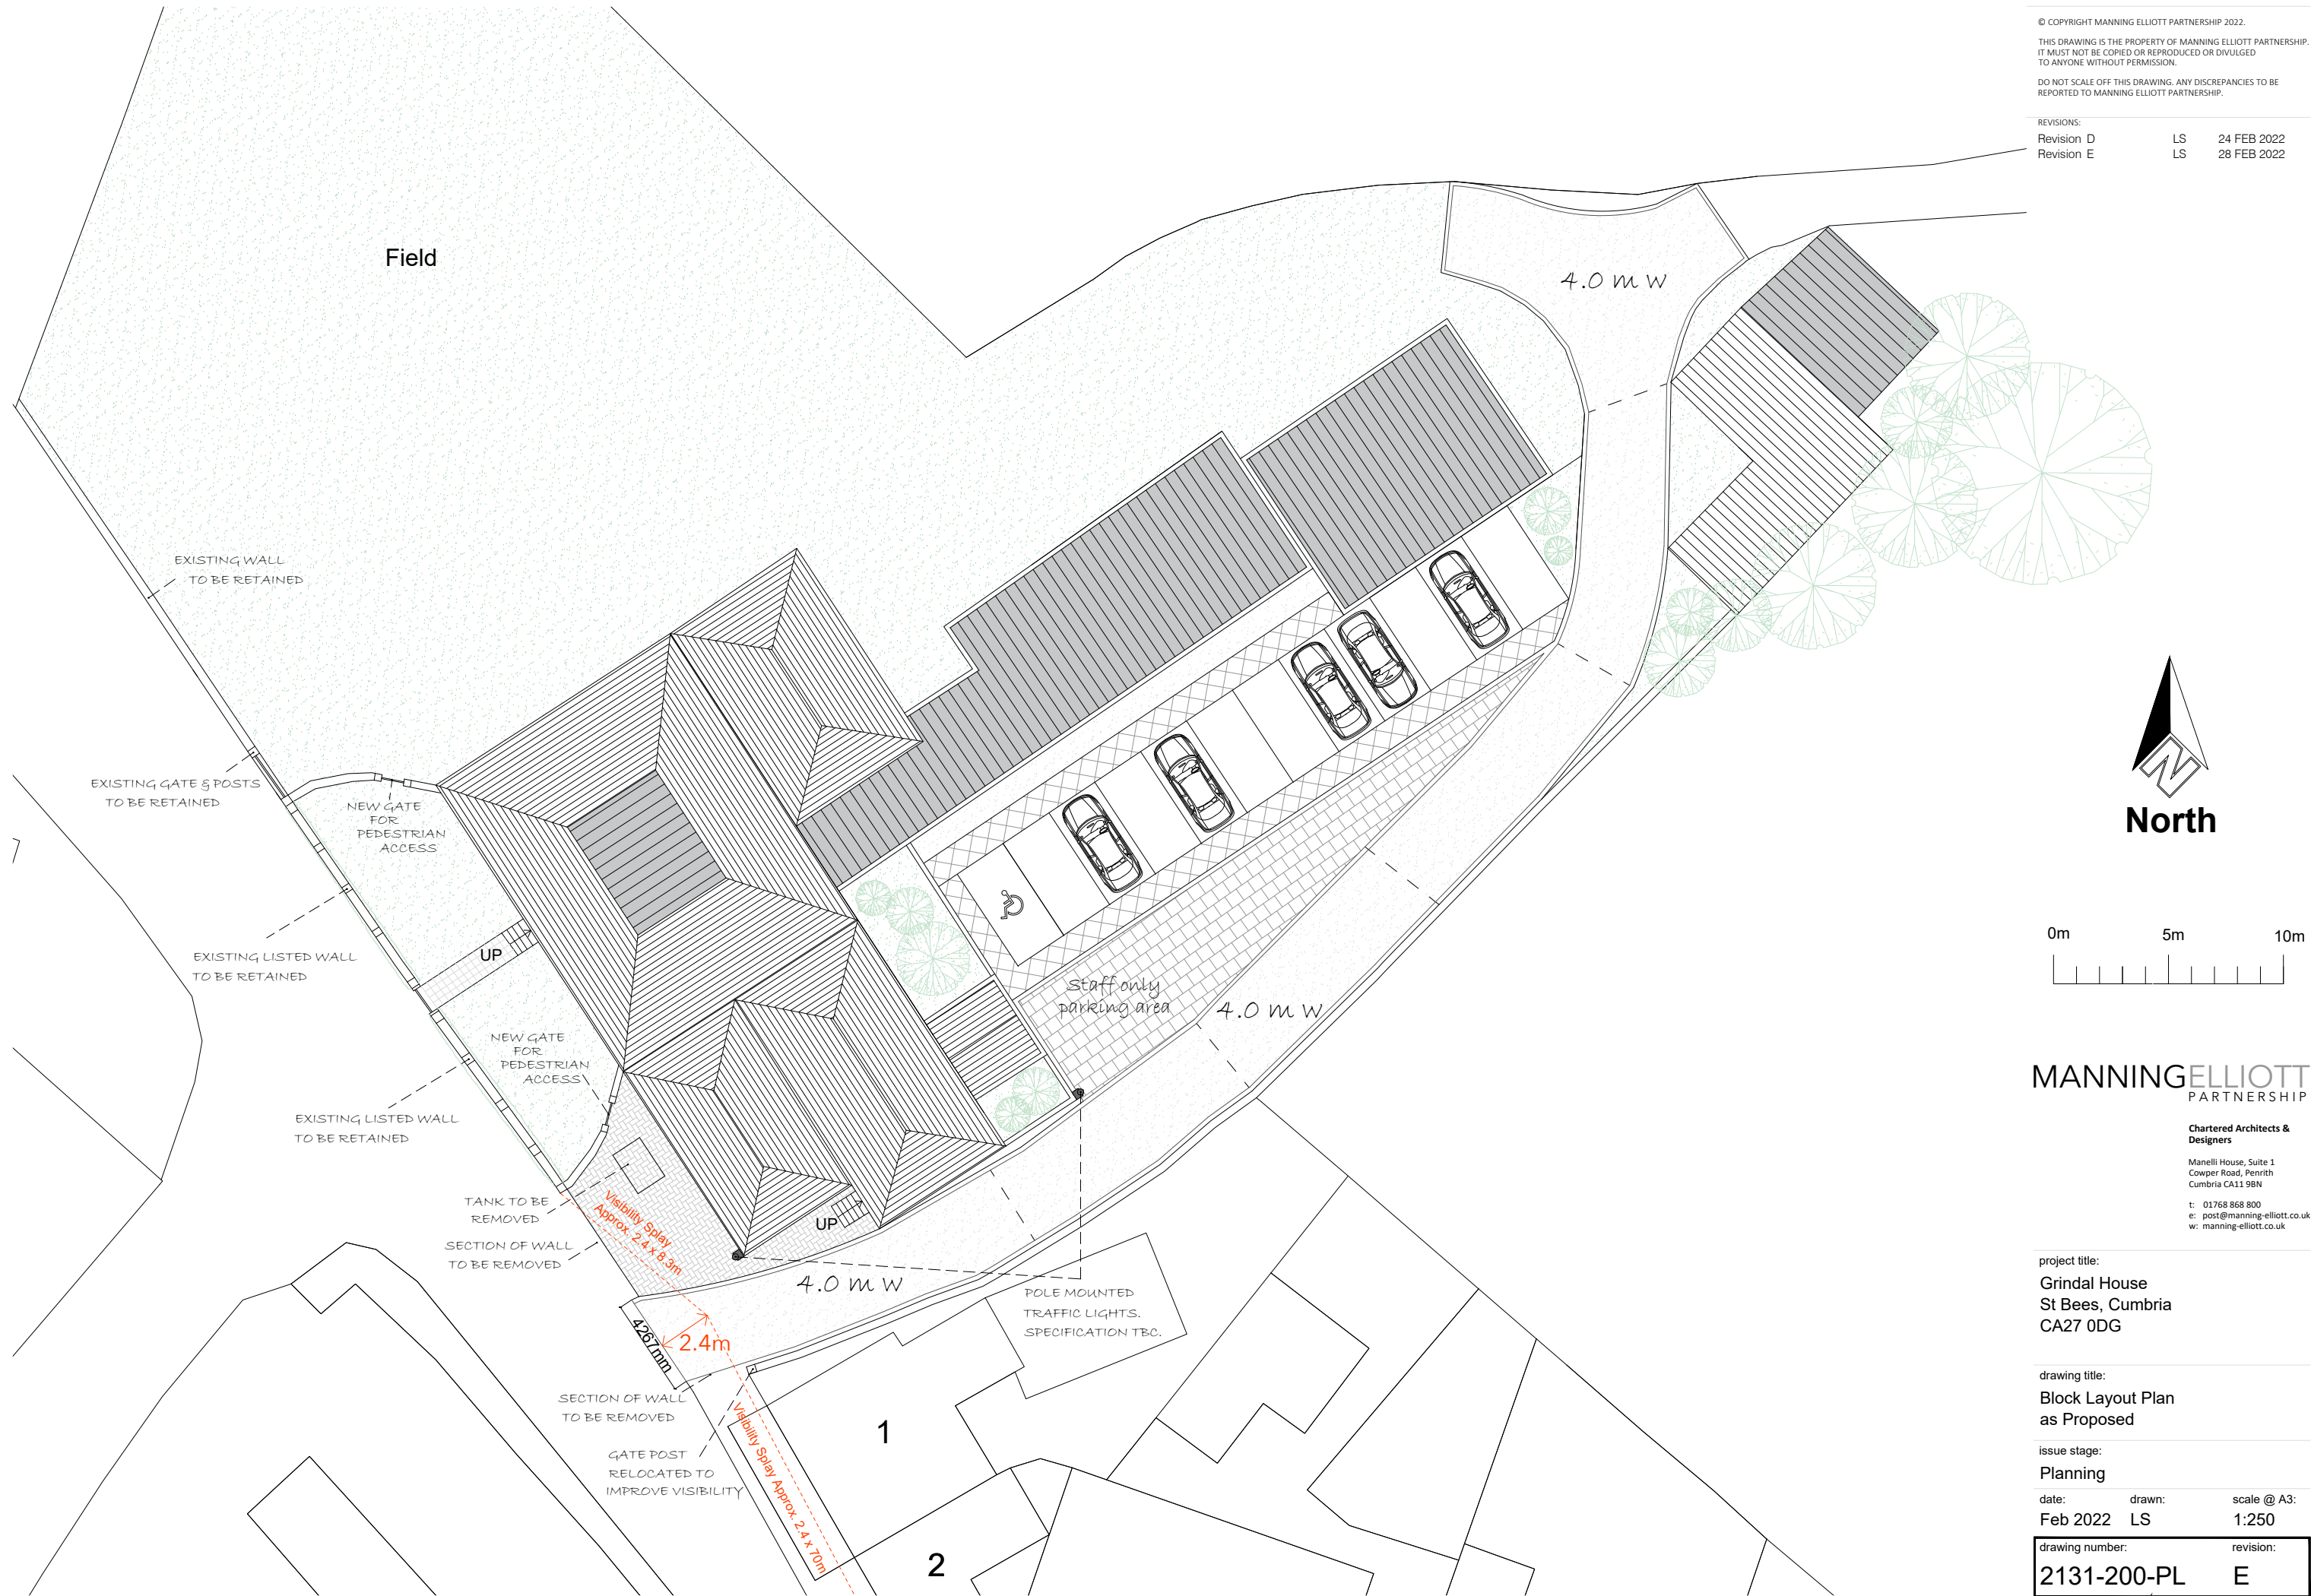 © COPYRIGHT MANNING ELLIOTT PARTNERSHIP 2022.
THIS DRAWING IS THE PROPERTY OF MANNING ELLIOTT PARTNERSHIP.
IT MUST NOT BE COPIED OR REPRODUCED OR DIVULGED
TO ANYONE WITHOUT PERMISSION.
DO NOT SCALE OFF THIS DRAWING. ANY DISCREPANCIES TO BE
REPORTED TO MANNING ELLIOTT PARTNERSHIP.
REVISIONS:
Revision D LS 24 FEB 2022
Revision E LS 28 FEB 2022
Field
4.0 m w
EXISTING WALL
TO BE RETAINED
EXISTING GATE & POSTS
TO BE RETAINED
NEW GATE
FOR
PEDESTRIAN
ACCESS
EXISTING LISTED WALL
TO BE RETAINED
UP
Staff only
parking area
4.0 m w
NEW GATE
FOR
PEDESTRIAN
ACCESS
EXISTING LISTED WALL
TO BE RETAINED
TANK TO BE
REMOVED
SECTION OF WALL
TO BE REMOVED
Visibility Splay
Approx. 2.4 x 8.3m
UP
4.0 m w
POLE MOUNTED
TRAFFIC LIGHTS.
SPECIFICATION TBC.
4267mm
2.4m
SECTION OF WALL
TO BE REMOVED
GATE POST
RELOCATED TO
IMPROVE VISIBILITY
Visibility Splay Approx. 2.4 x 70m
1
2
N
North
0m 5m 10m
MANNINGELLIOTT
PARTNERSHIP
Chartered Architects &
Designers
Manelli House, Suite 1
Cowper Road, Penrith
Cumbria CA11 9BN
t: 01768 868 800
e: post@manning-elliott.co.uk
w: manning-elliott.co.uk
project title:
Grindal House
St Bees, Cumbria
CA27 0DG
drawing title:
Block Layout Plan
as Proposed
issue stage:
Planning
date: drawn: scale @ A3:
Feb 2022 LS 1:250
drawing number: revision:
2131-200-PL E